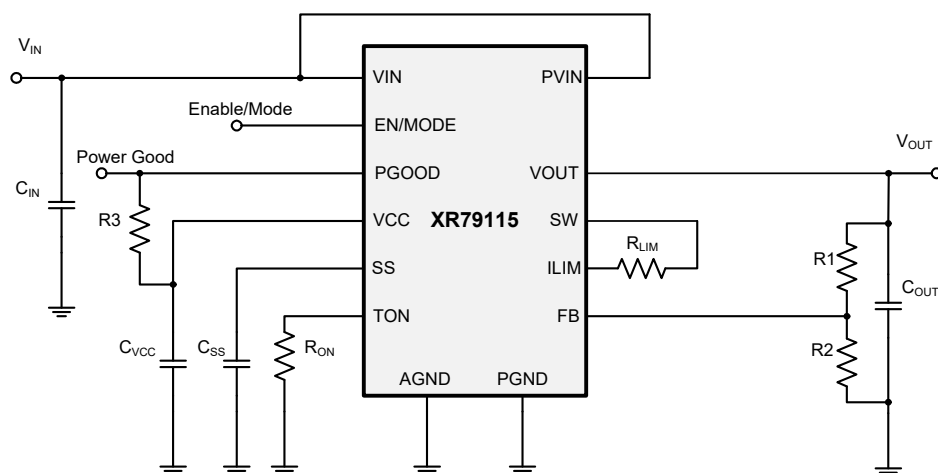 VIN
VIN
PVIN
Enable/Mode
EN/MODE
VOUT
Power Good
PGOOD
VOUT
CIN
R3
VCC
XR79115
SW
RLIM
R1
SS
ILIM
COUT
TON
FB
CVCC
CSS
RON
R2
AGND
PGND